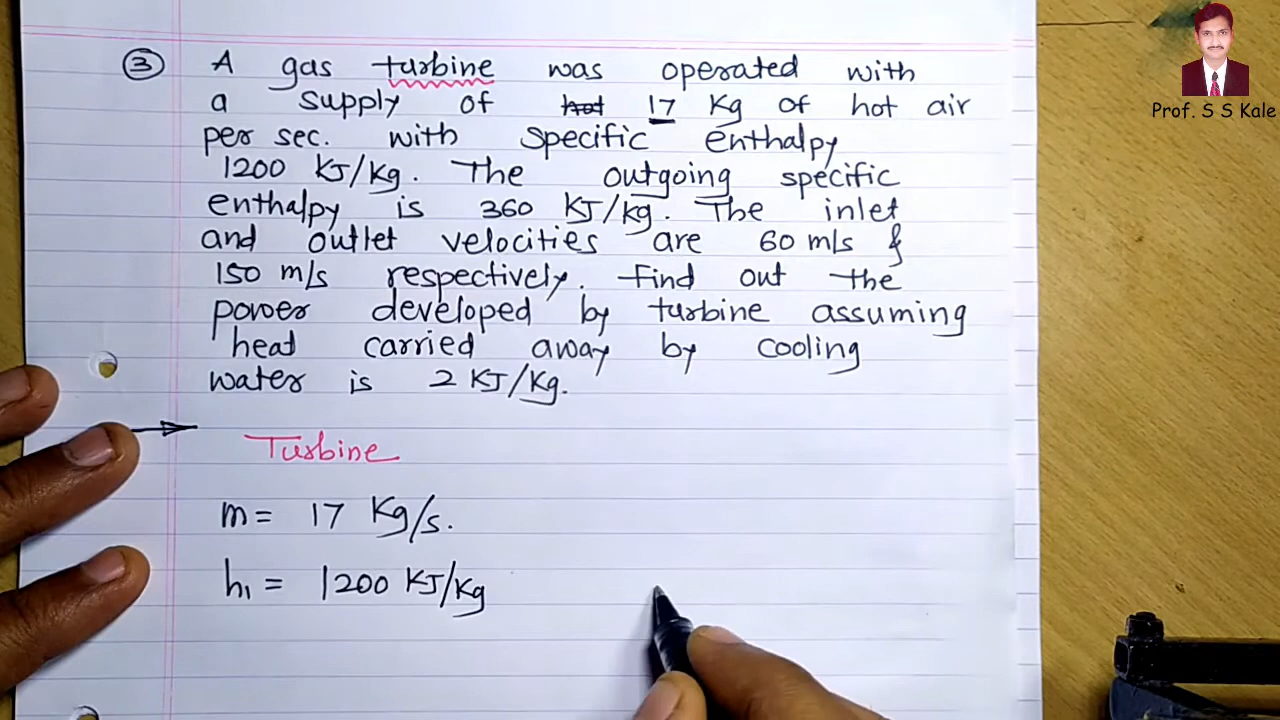 ③ A gas turbine was operated with
a supply of hot 17 Kg of hot air
per sec. with specific enthalpy
1200 KJ/Kg. The outgoing specific
enthalpy is 360 KJ/Kg. The inlet
and outlet velocities are 60 m/s &
150 m/s respectively. Find out the
power developed by turbine assuming
heat carried away by cooling
water is 2 KJ/Kg.
Turbine
m = 17 Kg/s.
h1 = 1200 KJ/Kg
Prof. S S Kale